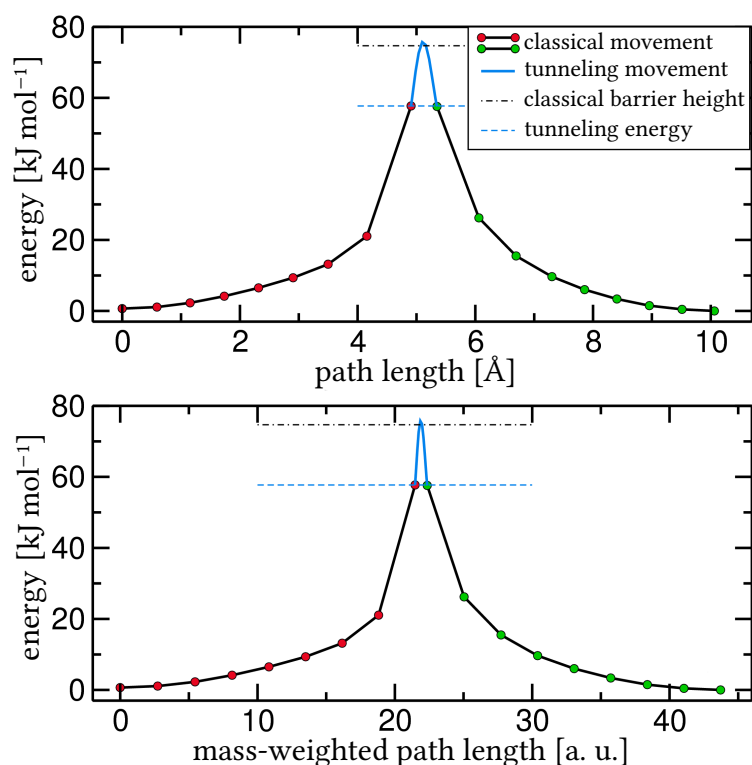 80
60
40
20
0
energy [kJ mol⁻¹]
classical movement
tunneling movement
classical barrier height
tunneling energy
0 2 4 6 8 10
path length [Å]
80
60
40
20
0
energy [kJ mol⁻¹]
0 10 20 30 40
mass-weighted path length [a. u.]